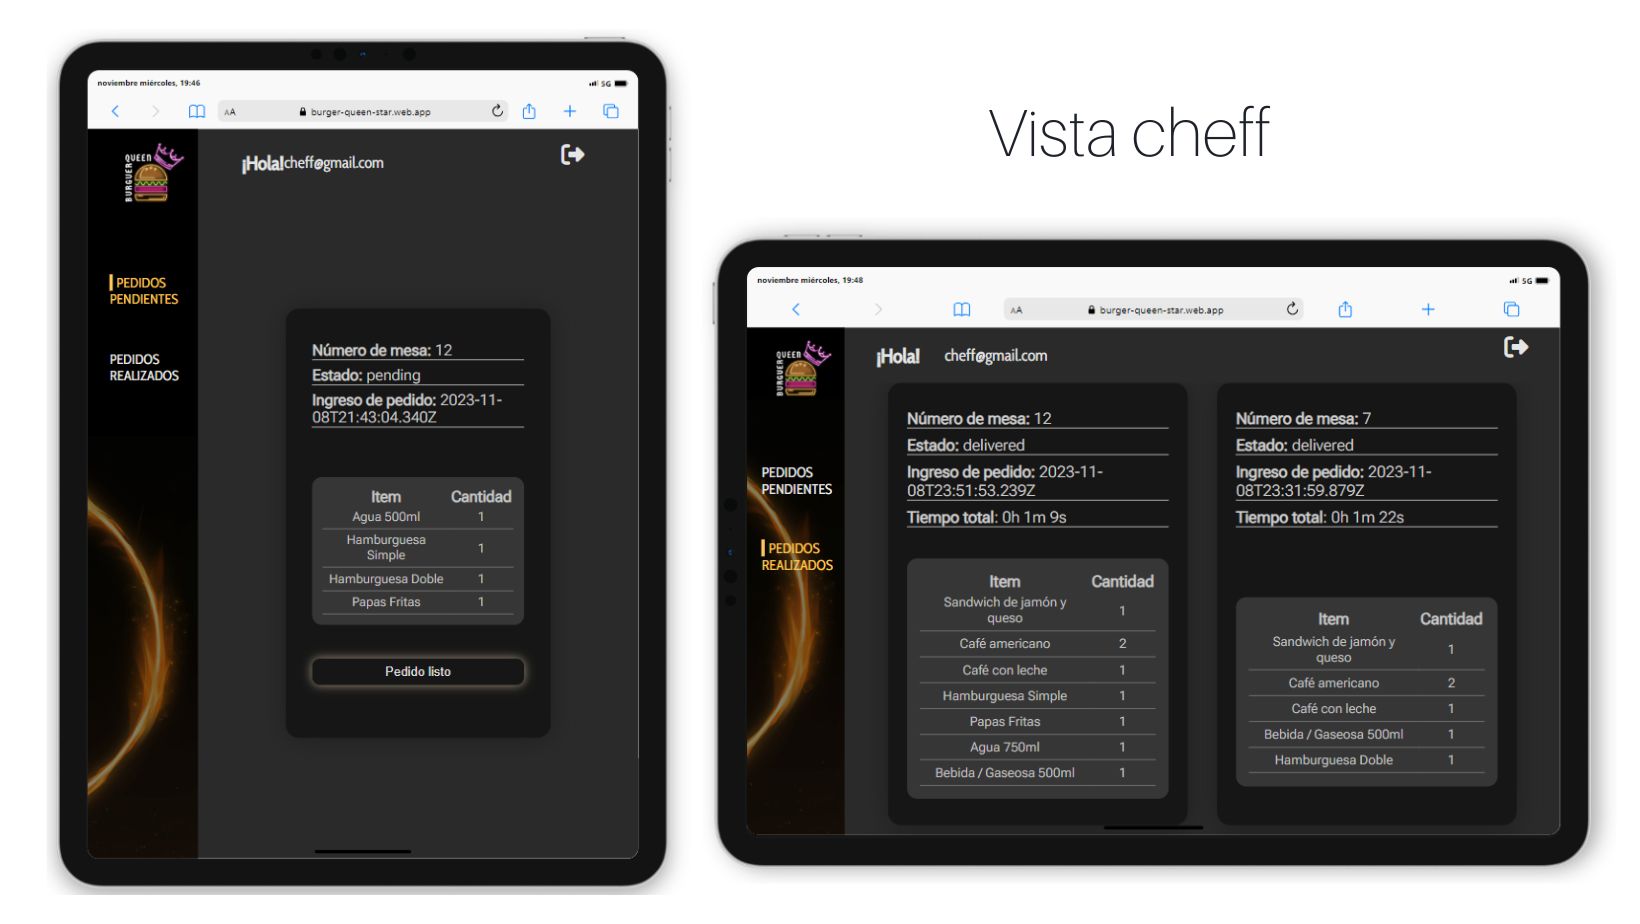 Vista cheff
noviembre miércoles, 19:46
5G
AA
burger-queen-star.web.app
BURGUER
QUEEN
QUEEN
¡Hola!cheff@gmail.com
PEDIDOS
PENDIENTES
PEDIDOS
REALIZADOS
Número de mesa: 12
Estado: pending
Ingreso de pedido: 2023-11-
08T21:43:04.340Z
Item Cantidad
Agua 500ml 1
Hamburguesa
Simple 1
Hamburguesa Doble 1
Papas Fritas 1
Pedido listo
noviembre miércoles, 19:48
5G
AA
burger-queen-star.web.app
BURGUER
QUEEN
¡Hola! cheff@gmail.com
PEDIDOS
PENDIENTES
PEDIDOS
REALIZADOS
Número de mesa: 12
Estado: delivered
Ingreso de pedido: 2023-11-
08T23:51:53.239Z
Tiempo total: 0h 1m 9s
Item Cantidad
Sandwich de jamón y
queso 1
Café americano 2
Café con leche 1
Hamburguesa Simple 1
Papas Fritas 1
Agua 750ml 1
Bebida / Gaseosa 500ml 1
Número de mesa: 7
Estado: delivered
Ingreso de pedido: 2023-11-
08T23:31:59.879Z
Tiempo total: 0h 1m 22s
Item Cantidad
Sandwich de jamón y
queso 1
Café americano 2
Café con leche 1
Bebida / Gaseosa 500ml 1
Hamburguesa Doble 1